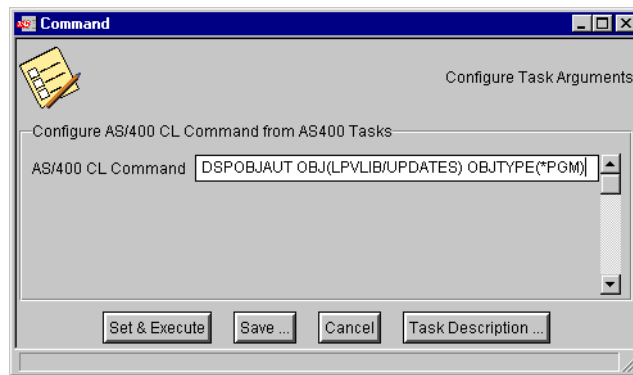 Command
Configure Task Arguments
Configure AS/400 CL Command from AS400 Tasks
AS/400 CL Command DSPOBJAUT OBJ(LPVLIB/UPDATES) OBJTYPE(*PGM)
Set & Execute Save ... Cancel Task Description ...